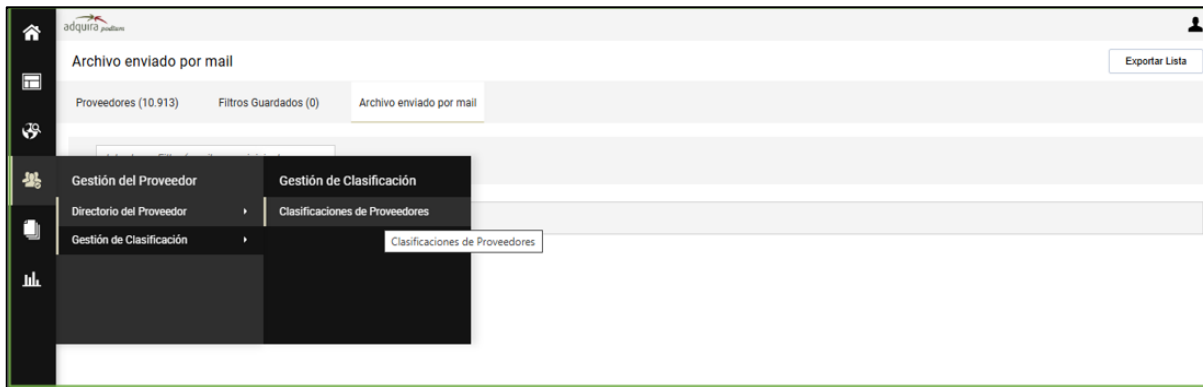 adquira podium
Archivo enviado por mail
Exportar Lista
Proveedores (10.913) Filtros Guardados (0) Archivo enviado por mail
Gestión del Proveedor Gestión de Clasificación
Directorio del Proveedor Clasificaciones de Proveedores
Gestión de Clasificación
Clasificaciones de Proveedores